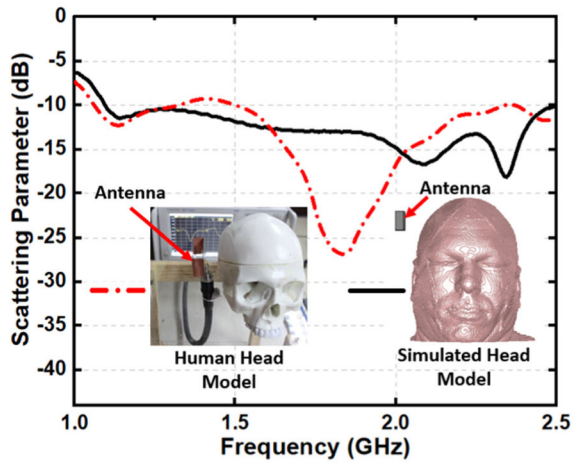 Scattering Parameter (dB)
0
-5
-10
-15
-20
-25
-30
-35
-40
Antenna
Antenna
Human Head
Model
Simulated Head
Model
1.0
1.5
2.0
2.5
Frequency (GHz)